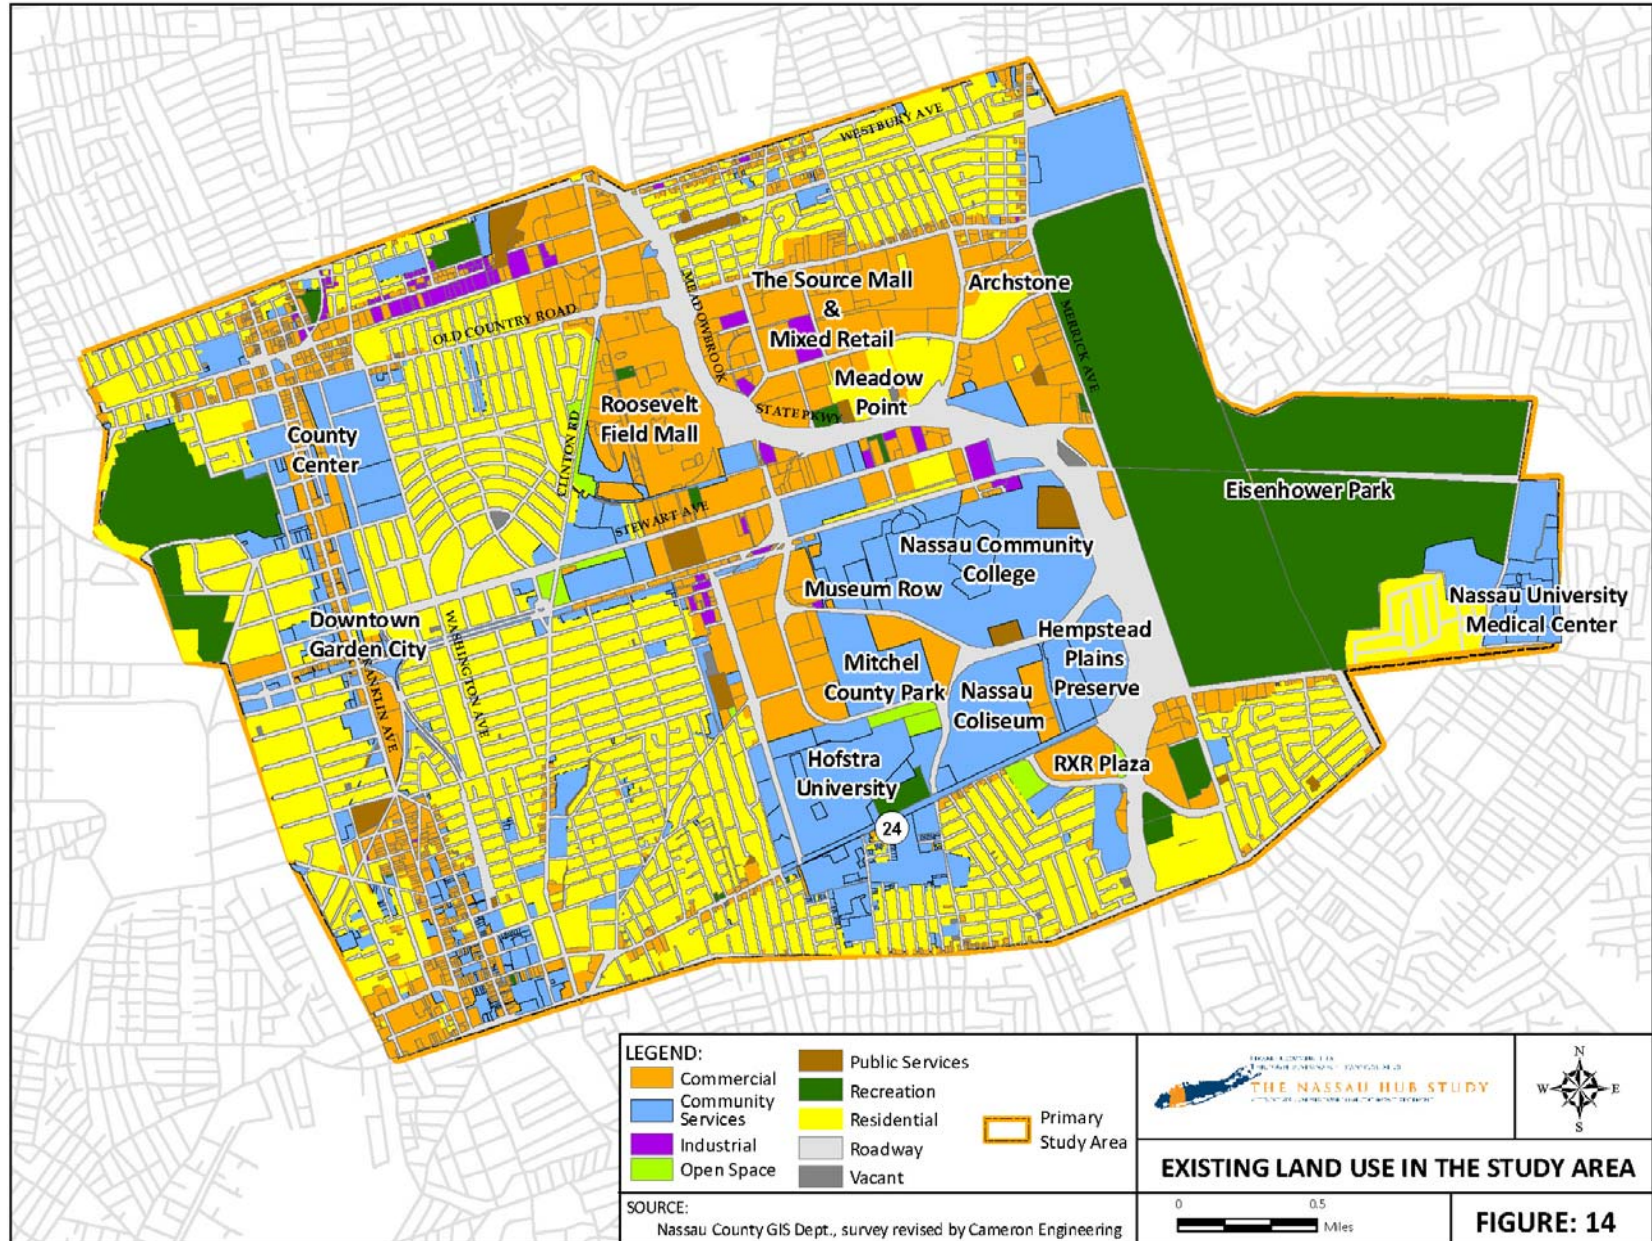 WESTBURY AVE
The Source Mall
&
Mixed Retail
Archstone
MEADOWBROOK
MERRICK AVE
OLD COUNTRY ROAD
Meadow
Point
STATE PKWY
Roosevelt
Field Mall
CLINTON RD
County
Center
STEWART AVE
Eisenhower Park
Nassau Community
College
Museum Row
Nassau University
Medical Center
Downtown
Garden City
WASHINGTON AVE
FRANKLIN AVE
Hempstead
Plains
Preserve
Mitchel
County Park
Nassau
Coliseum
Hofstra
University
RXR Plaza
24
LEGEND:
Commercial
Community
Services
Industrial
Open Space
Public Services
Recreation
Residential
Roadway
Vacant
Primary
Study Area
THE NASSAU HUB STUDY
N
W
E
S
EXISTING LAND USE IN THE STUDY AREA
SOURCE:
Nassau County GIS Dept., survey revised by Cameron Engineering
0
0.5
Miles
FIGURE: 14